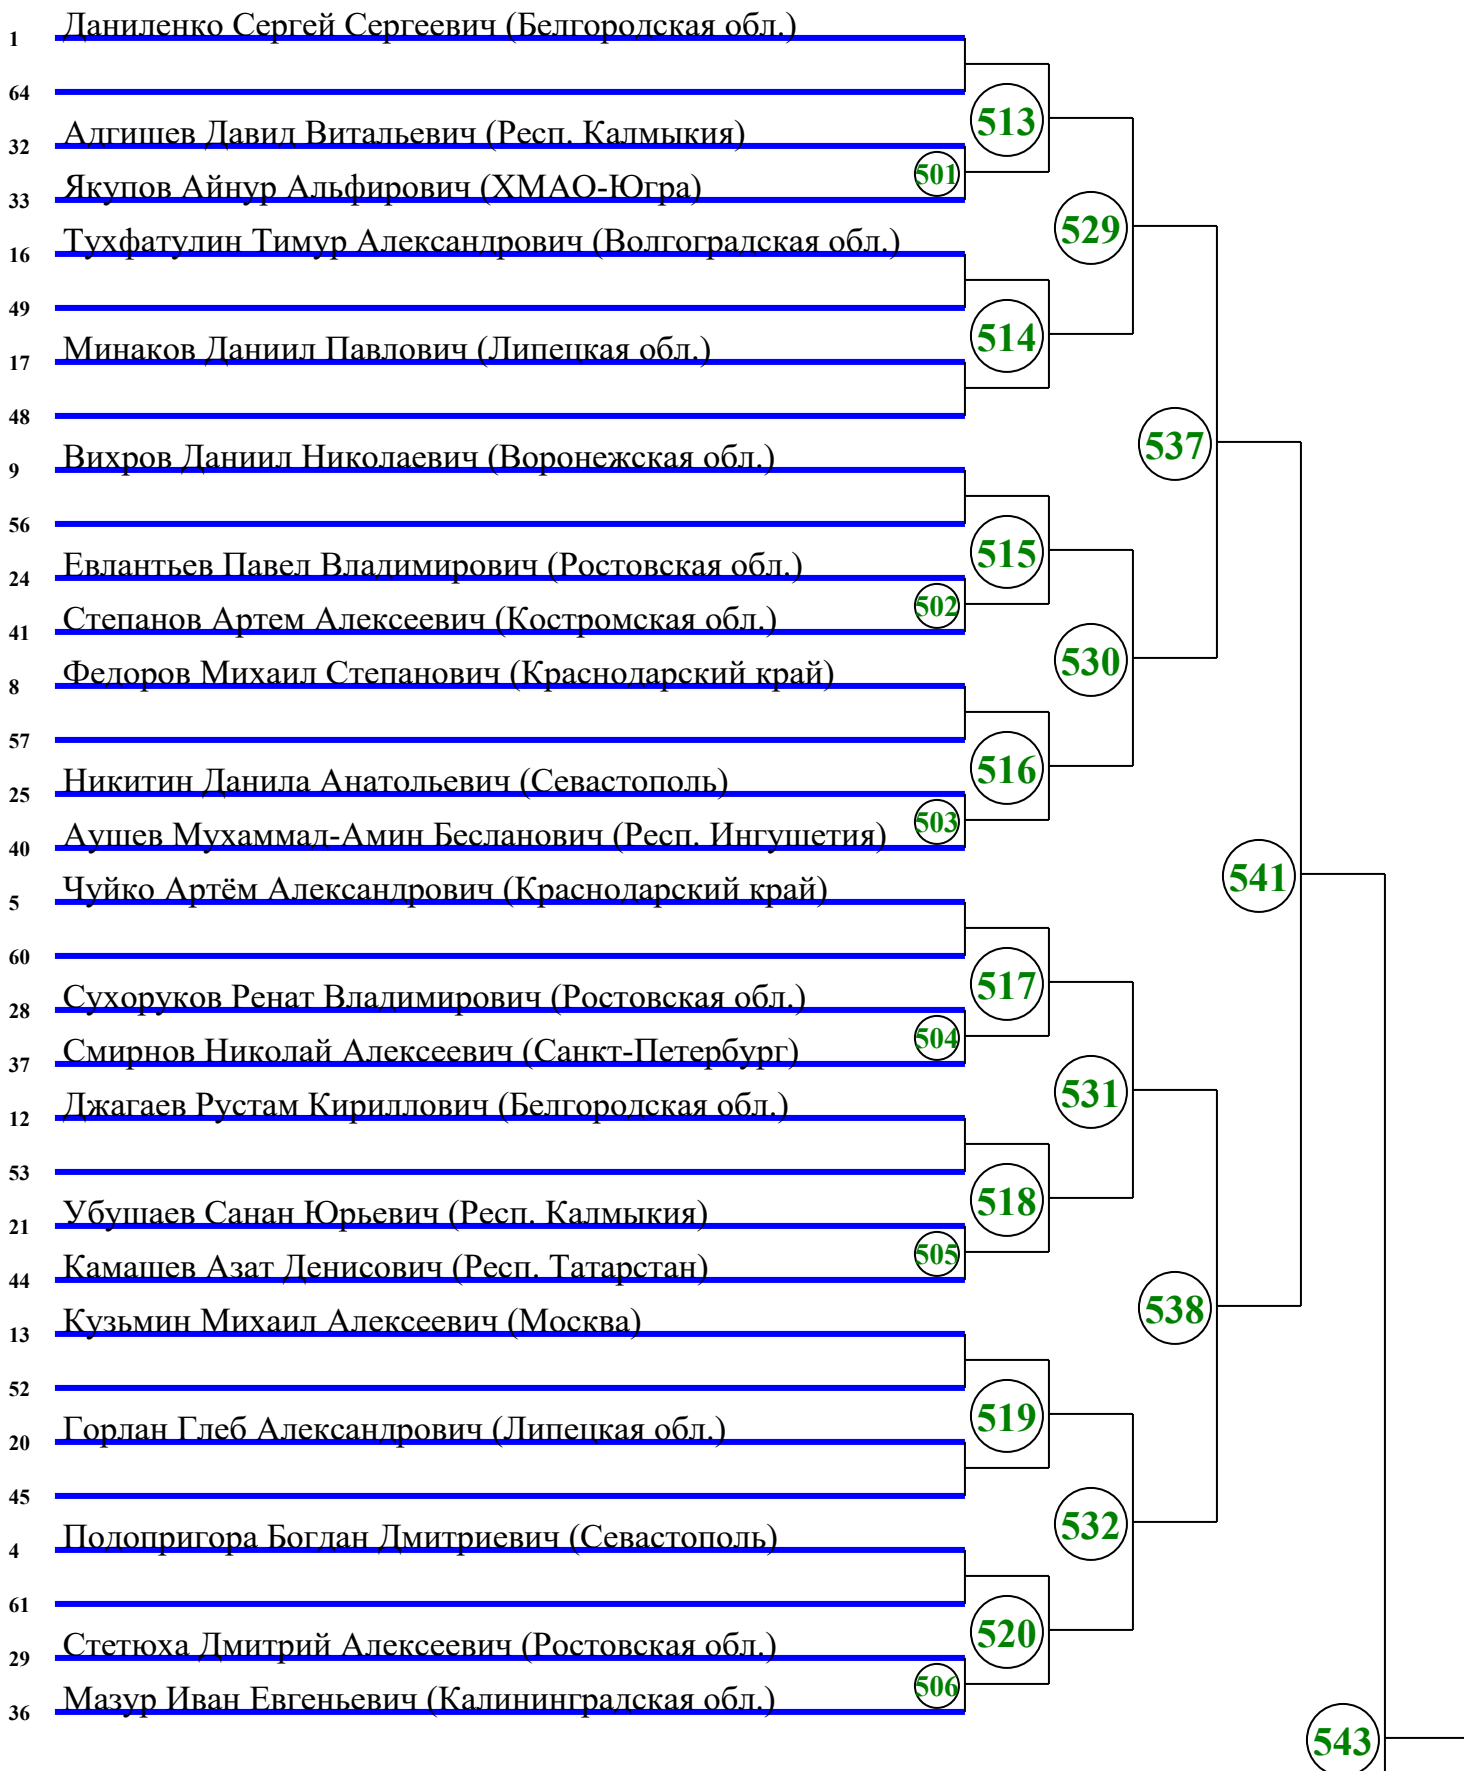 1 Даниленко Сергей Сергеевич (Белгородская обл.)
64
513
32 Адгишев Давид Витальевич (Респ. Калмыкия)
501
33 Якупов Айнур Альфирович (ХМАО-Югра)
529
16 Тухфатулин Тимур Александрович (Волгоградская обл.)
49
514
17 Минаков Даниил Павлович (Липецкая обл.)
48
537
9 Вихров Даниил Николаевич (Воронежская обл.)
56
515
24 Евлантьев Павел Владимирович (Ростовская обл.)
502
41 Степанов Артем Алексеевич (Костромская обл.)
530
8 Федоров Михаил Степанович (Краснодарский край)
57
516
25 Никитин Данила Анатольевич (Севастополь)
503
40 Аушев Мухаммад-Амин Бесланович (Респ. Ингушетия)
541
5 Чуйко Артём Александрович (Краснодарский край)
60
517
28 Сухоруков Ренат Владимирович (Ростовская обл.)
504
37 Смирнов Николай Алексеевич (Санкт-Петербург)
531
12 Джагаев Рустам Кириллович (Белгородская обл.)
53
518
21 Убушаев Санан Юрьевич (Респ. Калмыкия)
505
44 Камашев Азат Денисович (Респ. Татарстан)
538
13 Кузьмин Михаил Алексеевич (Москва)
52
519
20 Горлан Глеб Александрович (Липецкая обл.)
45
532
4 Подопригора Богдан Дмитриевич (Севастополь)
61
520
29 Стетюха Дмитрий Алексеевич (Ростовская обл.)
506
36 Мазур Иван Евгеньевич (Калининградская обл.)
543